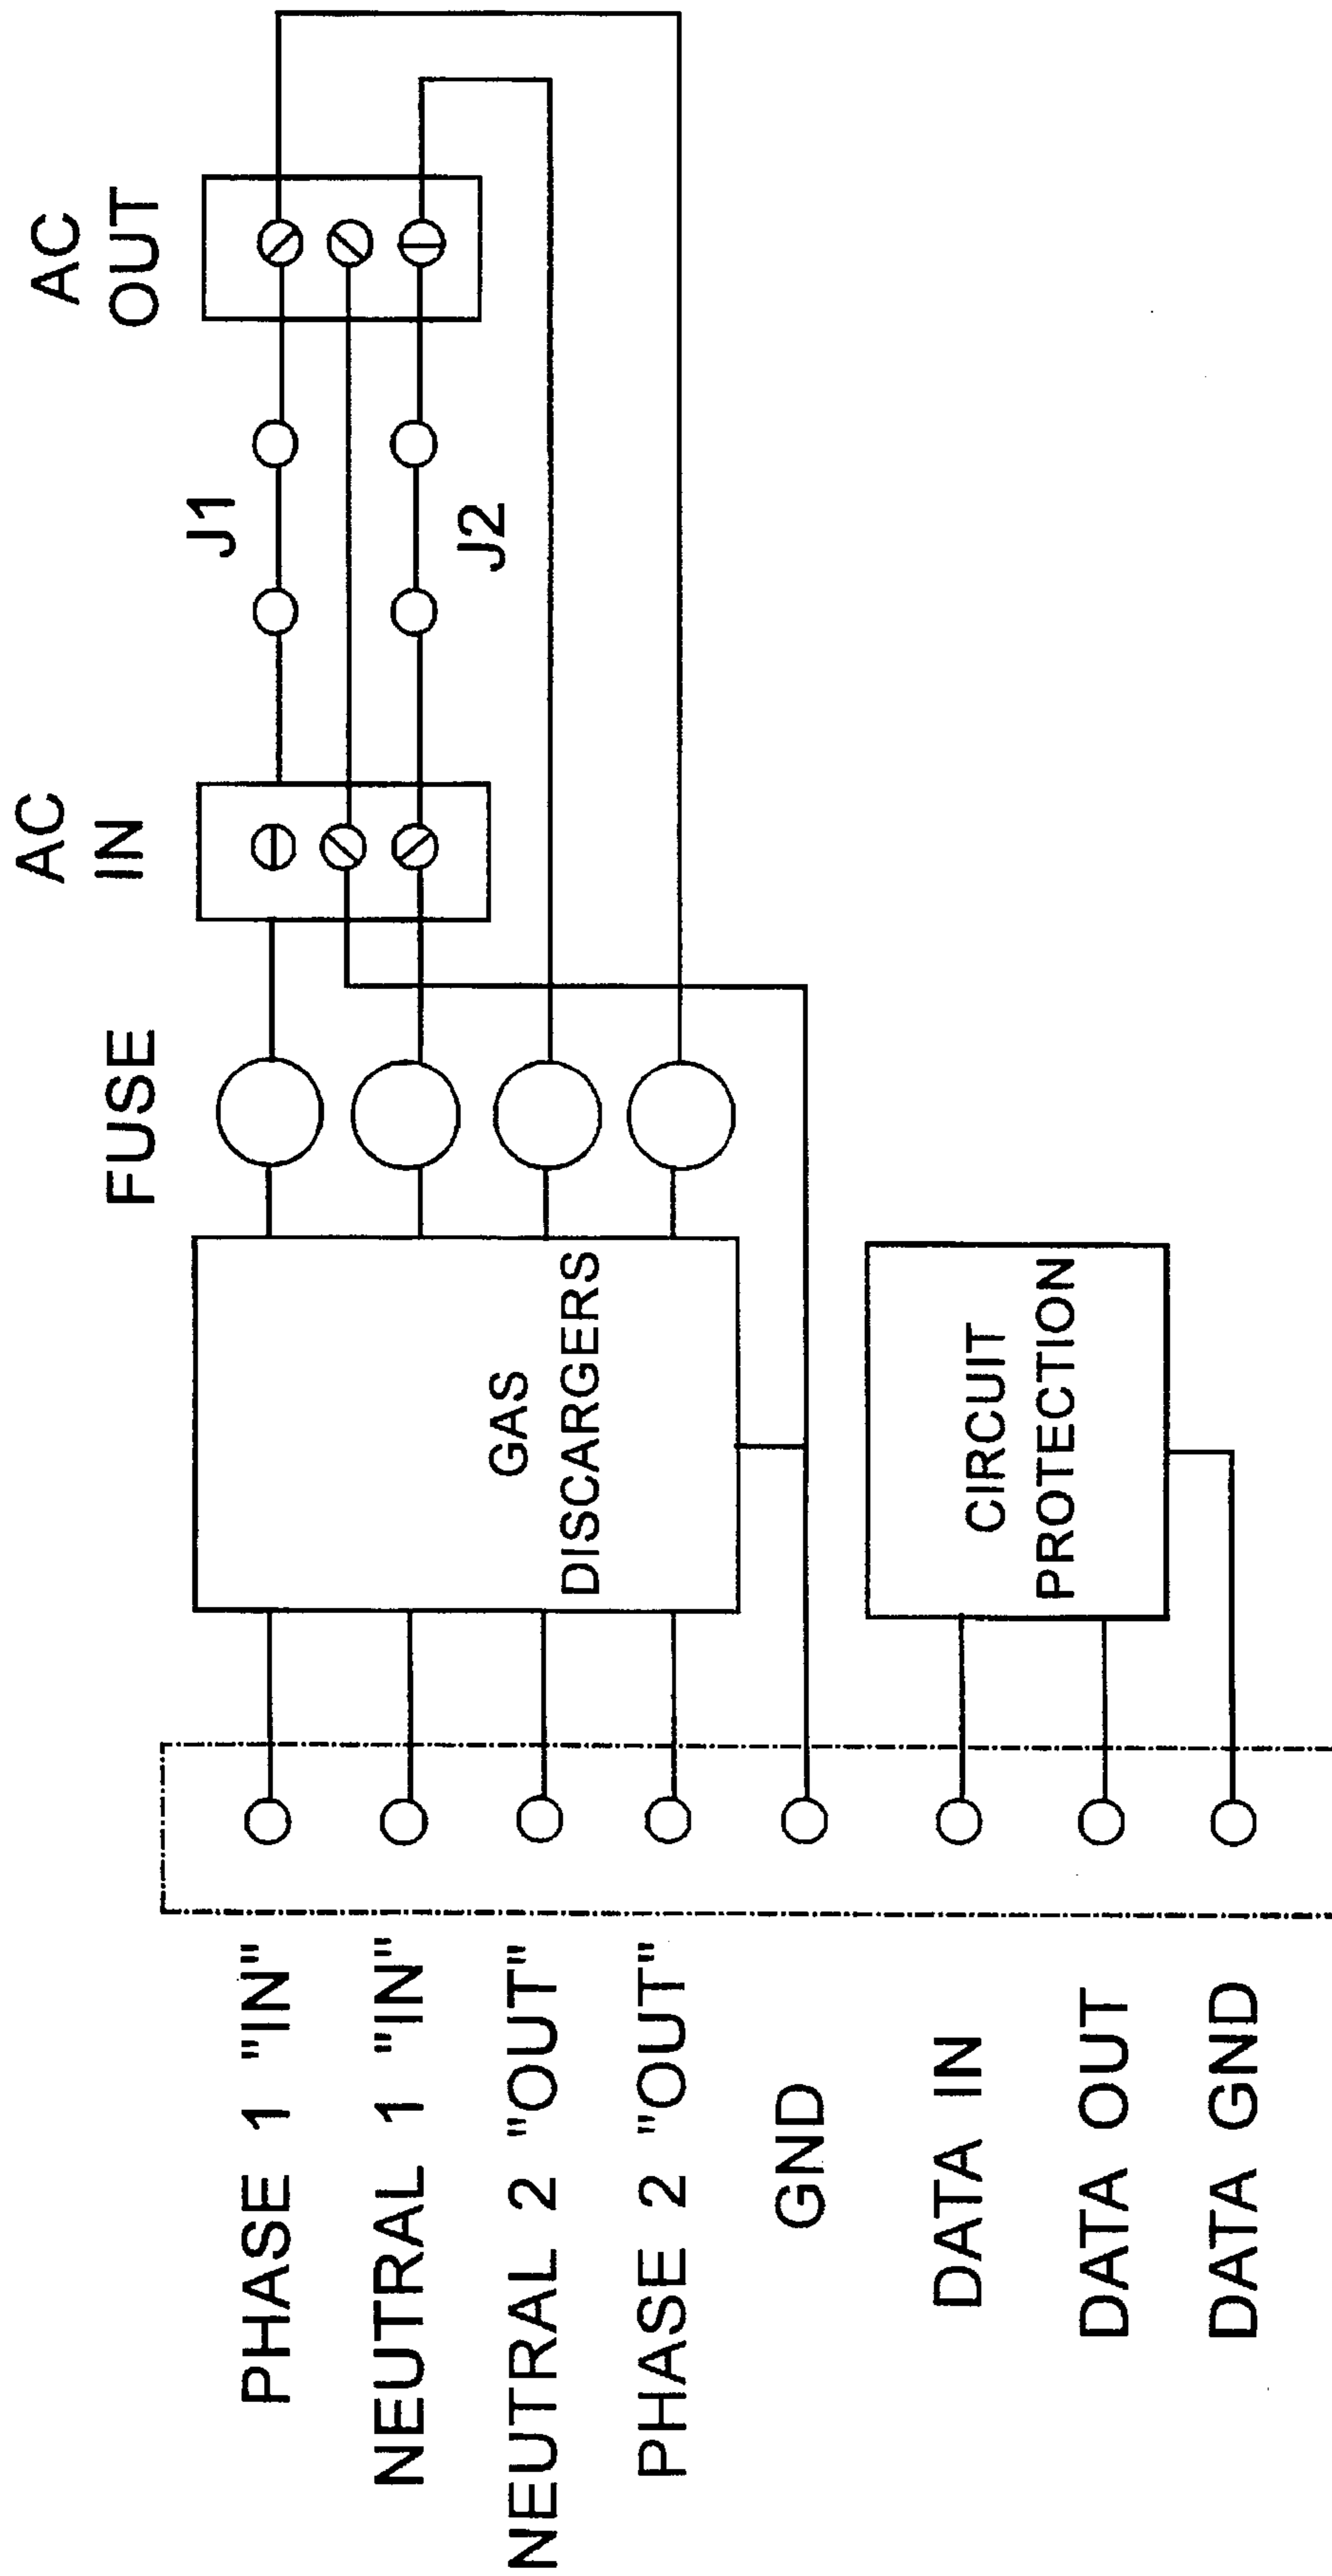 PHASE 1 "IN"
NEUTRAL 1 "IN"
NEUTRAL 2 "OUT"
PHASE 2 "OUT"
GND
DATA IN
DATA OUT
DATA GND
GAS
DISCARGERS
CIRCUIT
PROTECTION
FUSE
AC
IN
J1
J2
AC
OUT